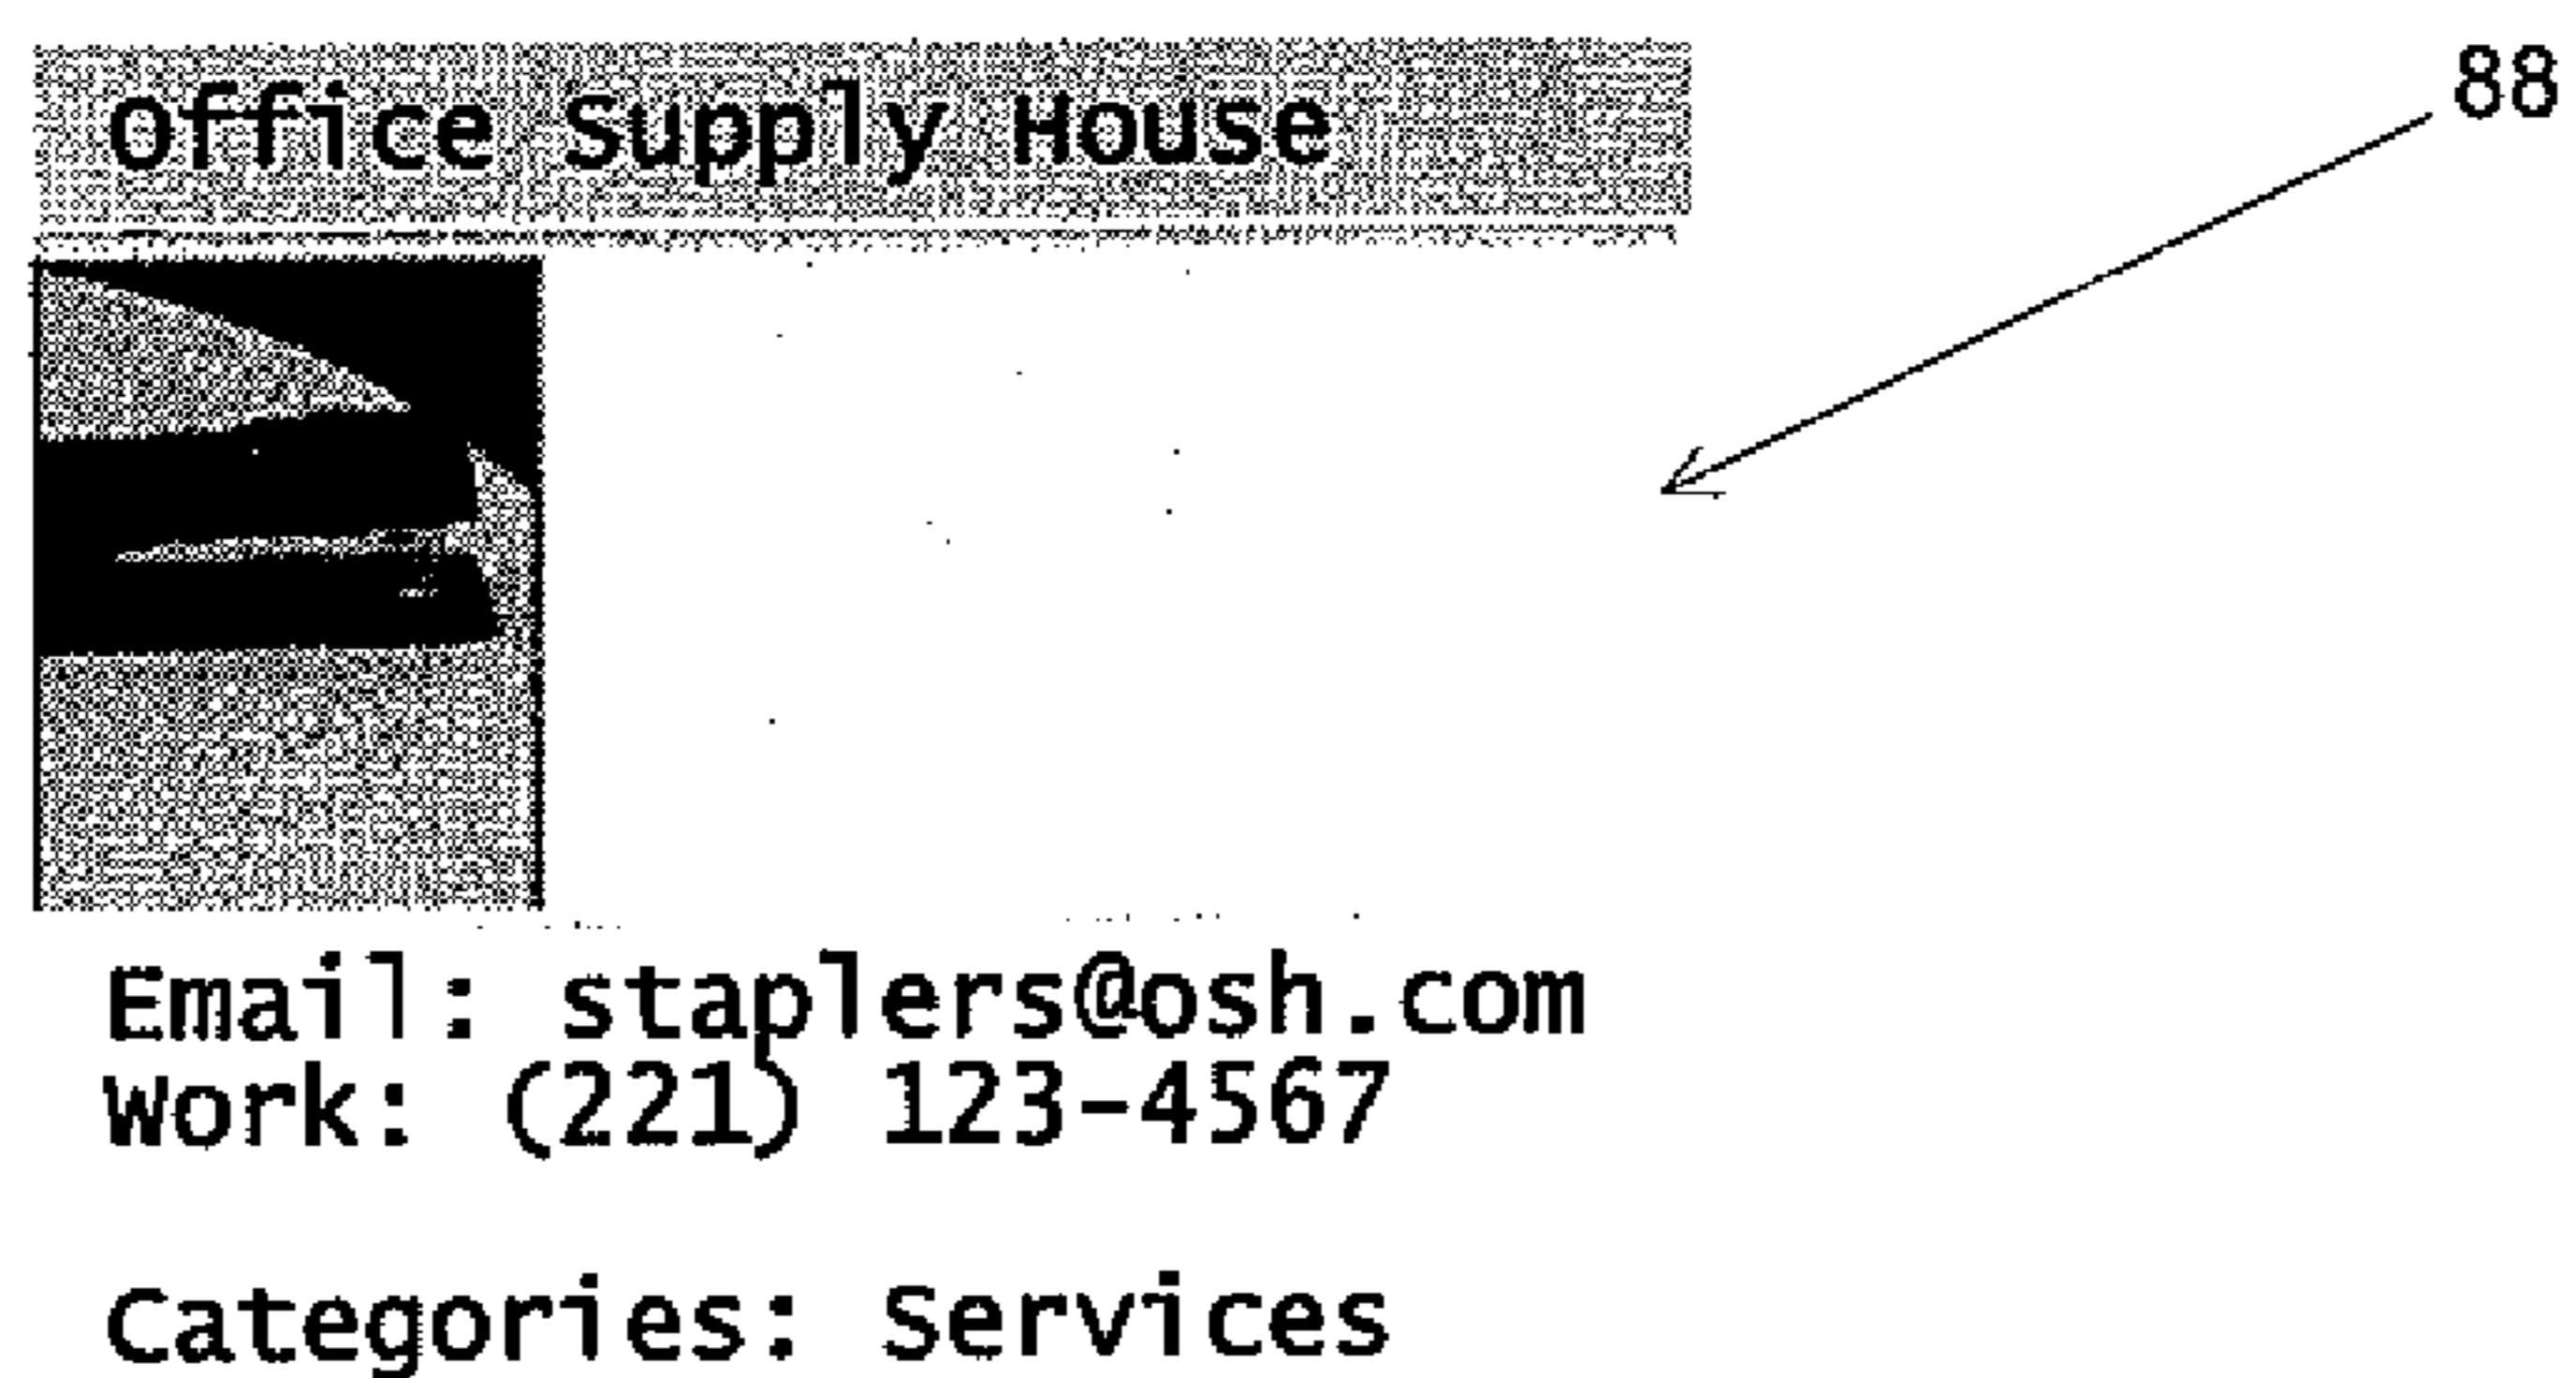 Office Supply House
88
Email: staplers@osh.com
Work: (221) 123-4567
Categories: Services